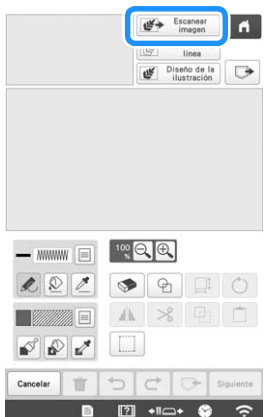 Escanear
imagen
línea
Diseño de la
ilustración
100
%
Cancelar
Siguiente